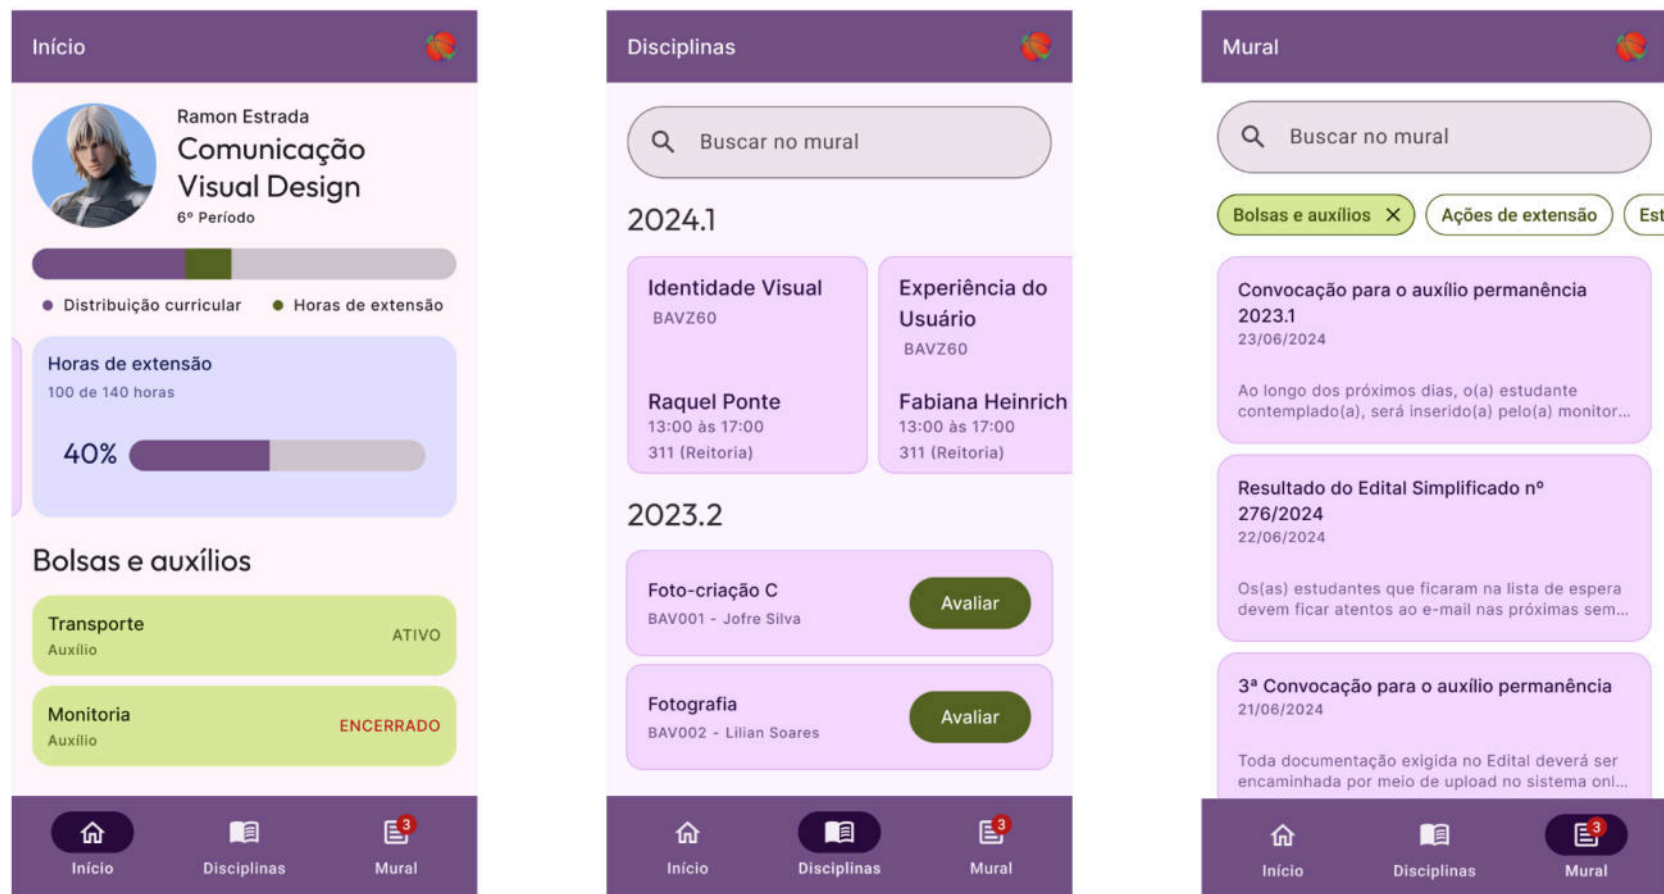 Início
Ramon Estrada
Comunicação
Visual Design
6º Período
Distribuição curricular
Horas de extensão
Horas de extensão
100 de 140 horas
40%
Bolsas e auxílios
Transporte
Auxílio
ATIVO
Monitoria
Auxílio
ENCERRADO
Início
Disciplinas
3
Mural
Disciplinas
Buscar no mural
2024.1
Identidade Visual
BAVZ60
Raquel Ponte
13:00 às 17:00
311 (Reitoria)
Experiência do
Usuário
BAVZ60
Fabiana Heinrich
13:00 às 17:00
311 (Reitoria)
2023.2
Foto-criação C
BAV001 - Jofre Silva
Avaliar
Fotografia
BAV002 - Lilian Soares
Avaliar
Início
Disciplinas
3
Mural
Mural
Buscar no mural
Bolsas e auxílios
Ações de extensão
Est
Convocação para o auxílio permanência
2023.1
23/06/2024
Ao longo dos próximos dias, o(a) estudante
contemplado(a), será inserido(a) pelo(a) monitor...
Resultado do Edital Simplificado nº
276/2024
22/06/2024
Os(as) estudantes que ficaram na lista de espera
devem ficar atentos ao e-mail nas próximas sem...
3ª Convocação para o auxílio permanência
21/06/2024
Toda documentação exigida no Edital deverá ser
encaminhada por meio de upload no sistema onl...
Início
Disciplinas
3
Mural